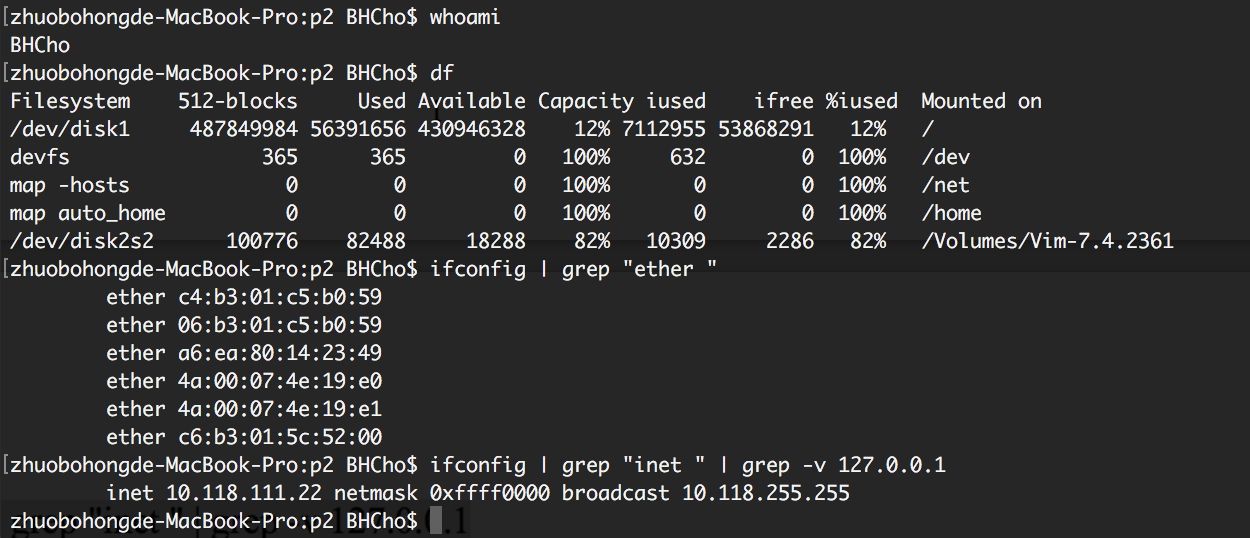 [zhuobohongde-MacBook-Pro:p2 BHCho$ whoami
BHCho
[zhuobohongde-MacBook-Pro:p2 BHCho$ df
Filesystem    512-blocks     Used Available Capacity iused    ifree %iused  Mounted on
/dev/disk1     487849984 56391656 430946328    12% 7112955 53868291   12%   /
devfs                365      365         0   100%     632        0  100%   /dev
map -hosts             0        0         0   100%       0        0  100%   /net
map auto_home          0        0         0   100%       0        0  100%   /home
/dev/disk2s2      100776    82488     18288    82%   10309     2286   82%   /Volumes/Vim-7.4.2361
[zhuobohongde-MacBook-Pro:p2 BHCho$ ifconfig | grep "ether "
        ether c4:b3:01:c5:b0:59
        ether 06:b3:01:c5:b0:59
        ether a6:ea:80:14:23:49
        ether 4a:00:07:4e:19:e0
        ether 4a:00:07:4e:19:e1
        ether c6:b3:01:5c:52:00
[zhuobohongde-MacBook-Pro:p2 BHCho$ ifconfig | grep "inet " | grep -v 127.0.0.1
        inet 10.118.111.22 netmask 0xffff0000 broadcast 10.118.255.255
zhuobohongde-MacBook-Pro:p2 BHCho$